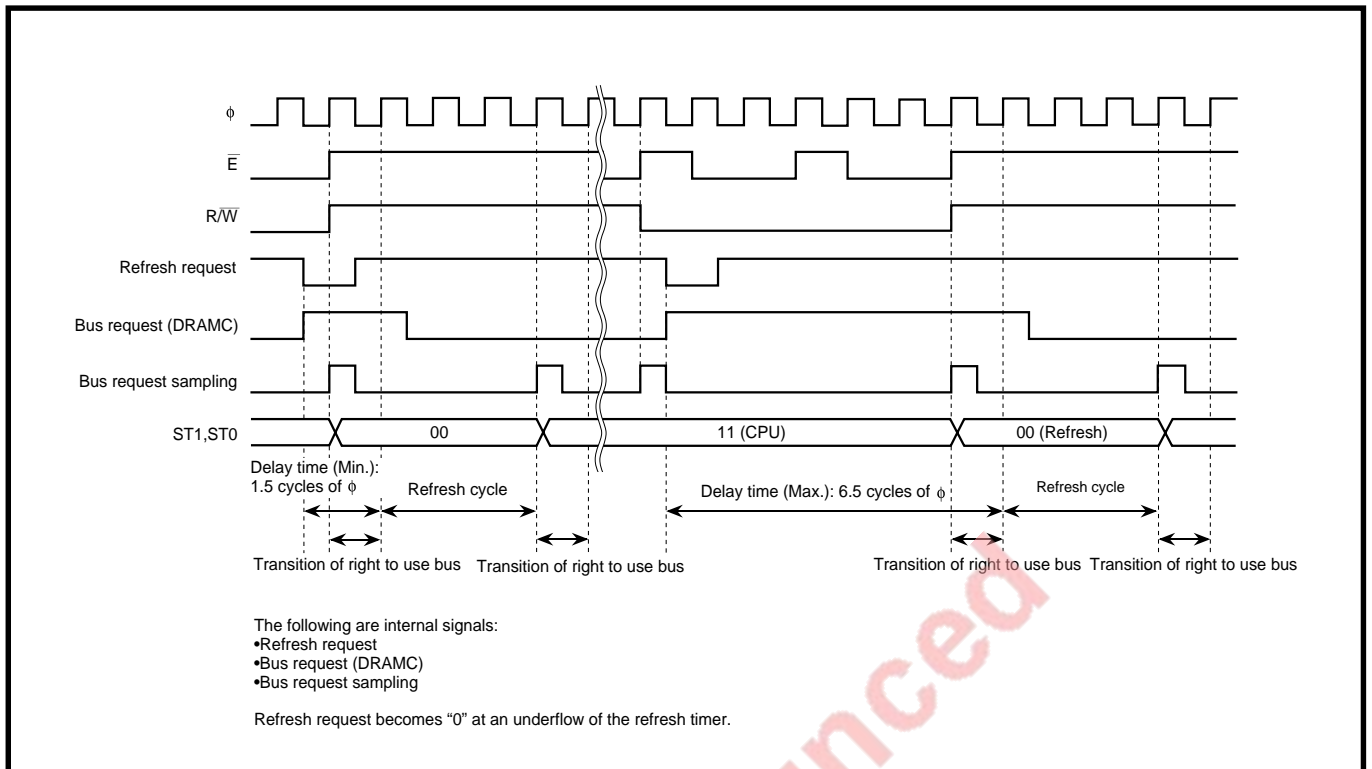 ϕ
E̅
R/W̅
Refresh request
Bus request (DRAMC)
Bus request sampling
ST1,ST0
00
11 (CPU)
00 (Refresh)
Delay time (Min.):
1.5 cycles of ϕ
Refresh cycle
Delay time (Max.): 6.5 cycles of ϕ
Refresh cycle
Transition of right to use bus
Transition of right to use bus
Transition of right to use bus
Transition of right to use bus
The following are internal signals:
•Refresh request
•Bus request (DRAMC)
•Bus request sampling
Refresh request becomes “0” at an underflow of the refresh timer.